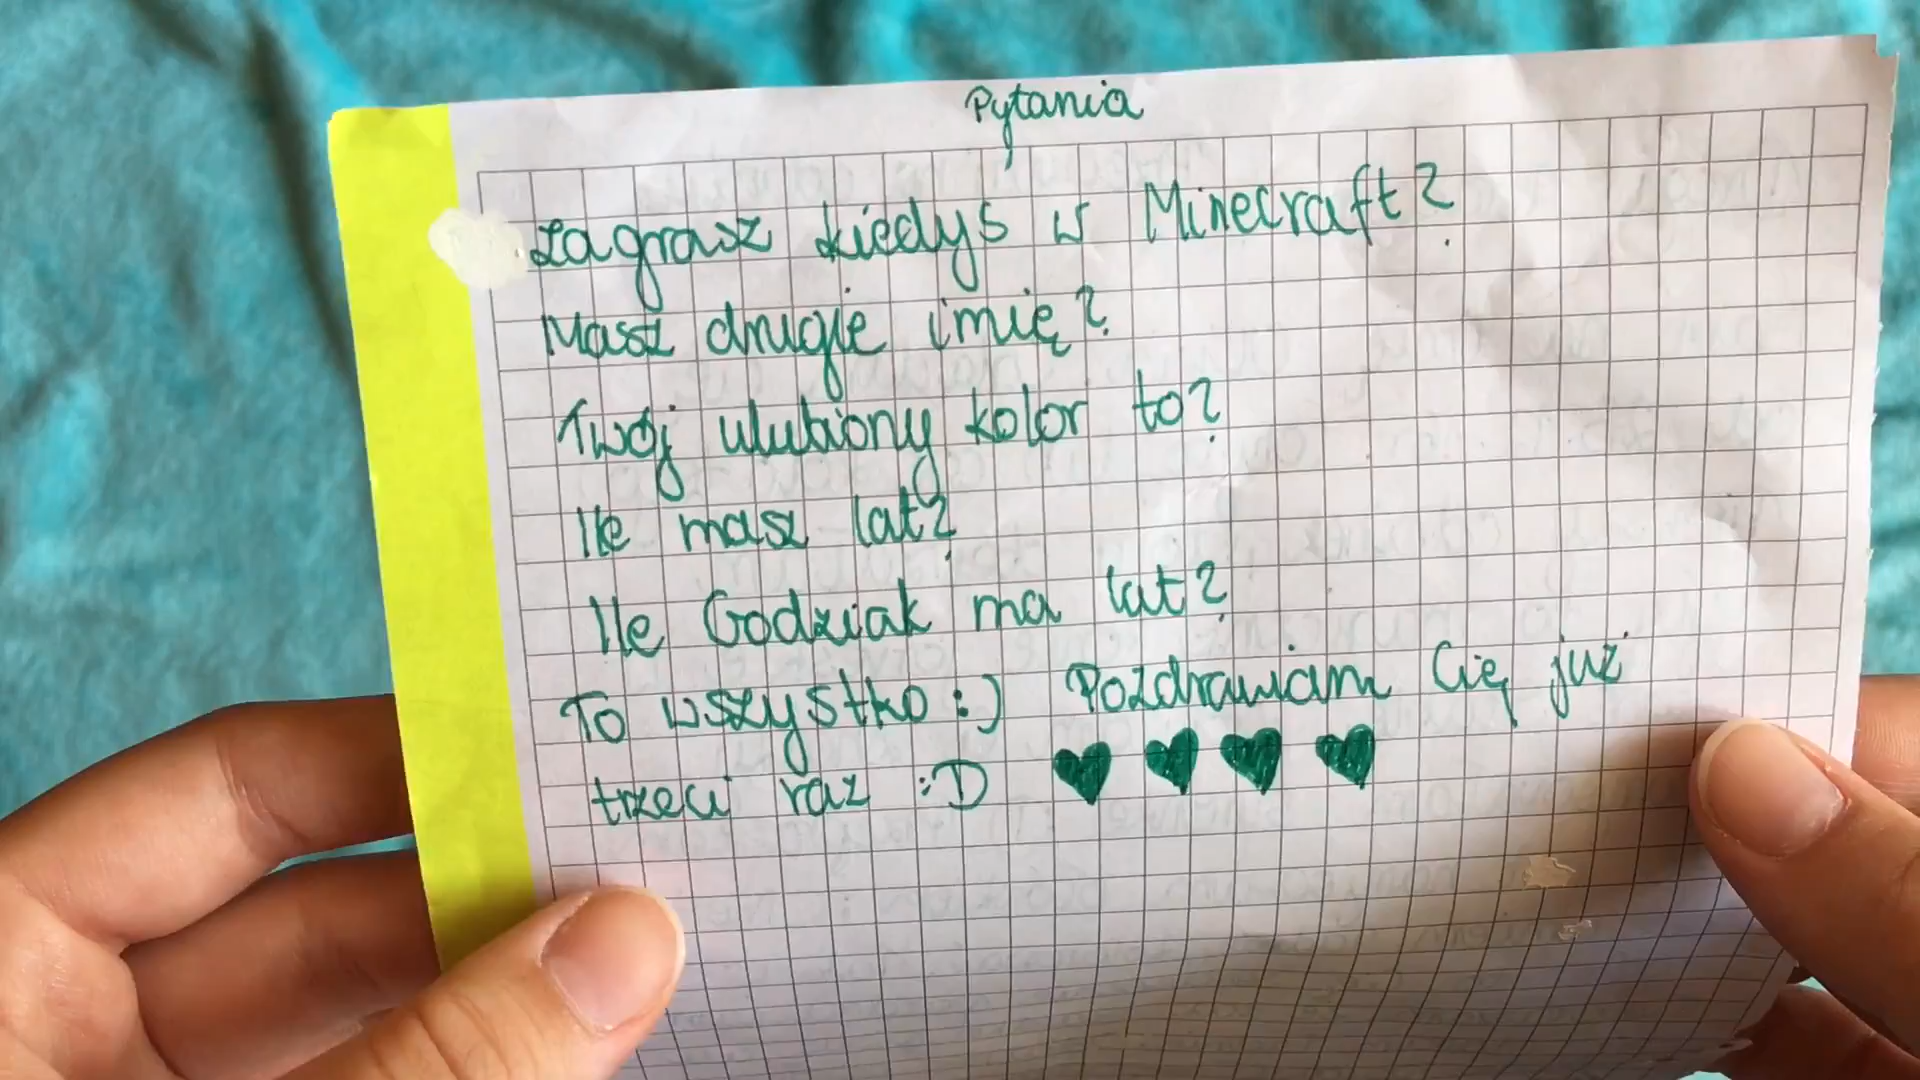 Pytania
Zagrasz kiedyś w Minecraft?
Masz drugie imię?
Twój ulubiony kolor to?
Ile masz lat?
Ile Godziak ma lat?
To wszystko :) Pozdrawiam Cię już
trzeci raz :D ♥ ♥ ♥ ♥